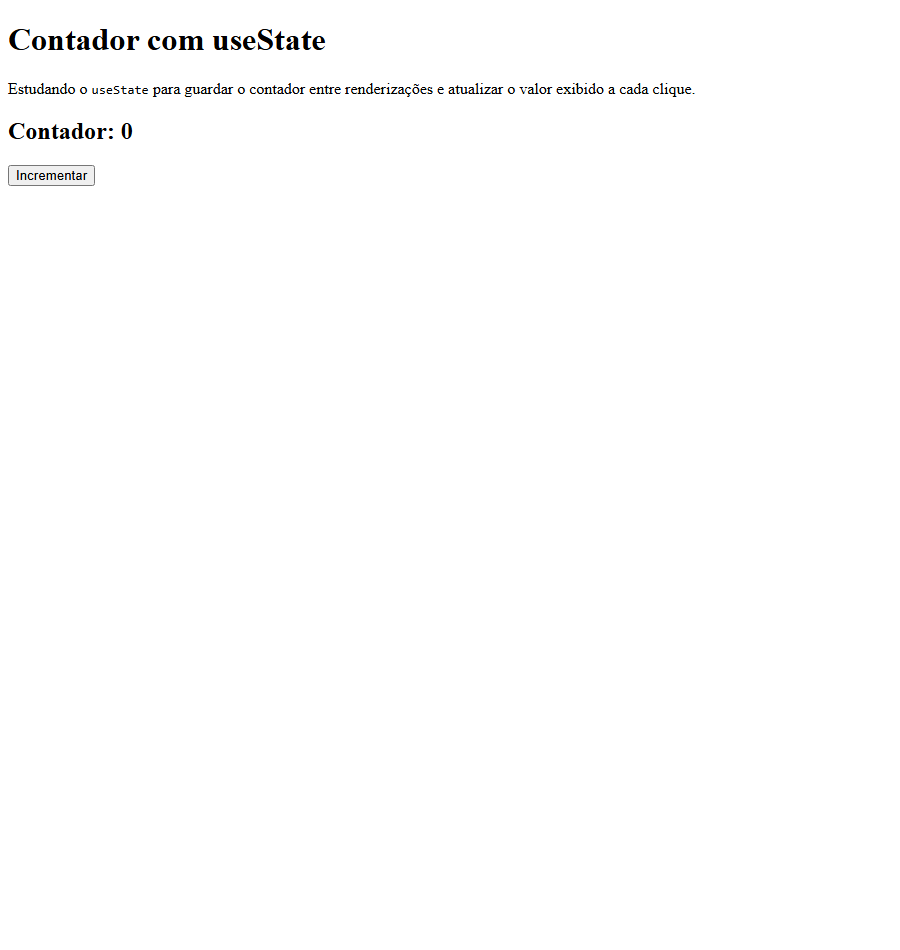 Contador com useState
Estudando o useState para guardar o contador entre renderizações e atualizar o valor exibido a cada clique.
Contador: 0
Incrementar